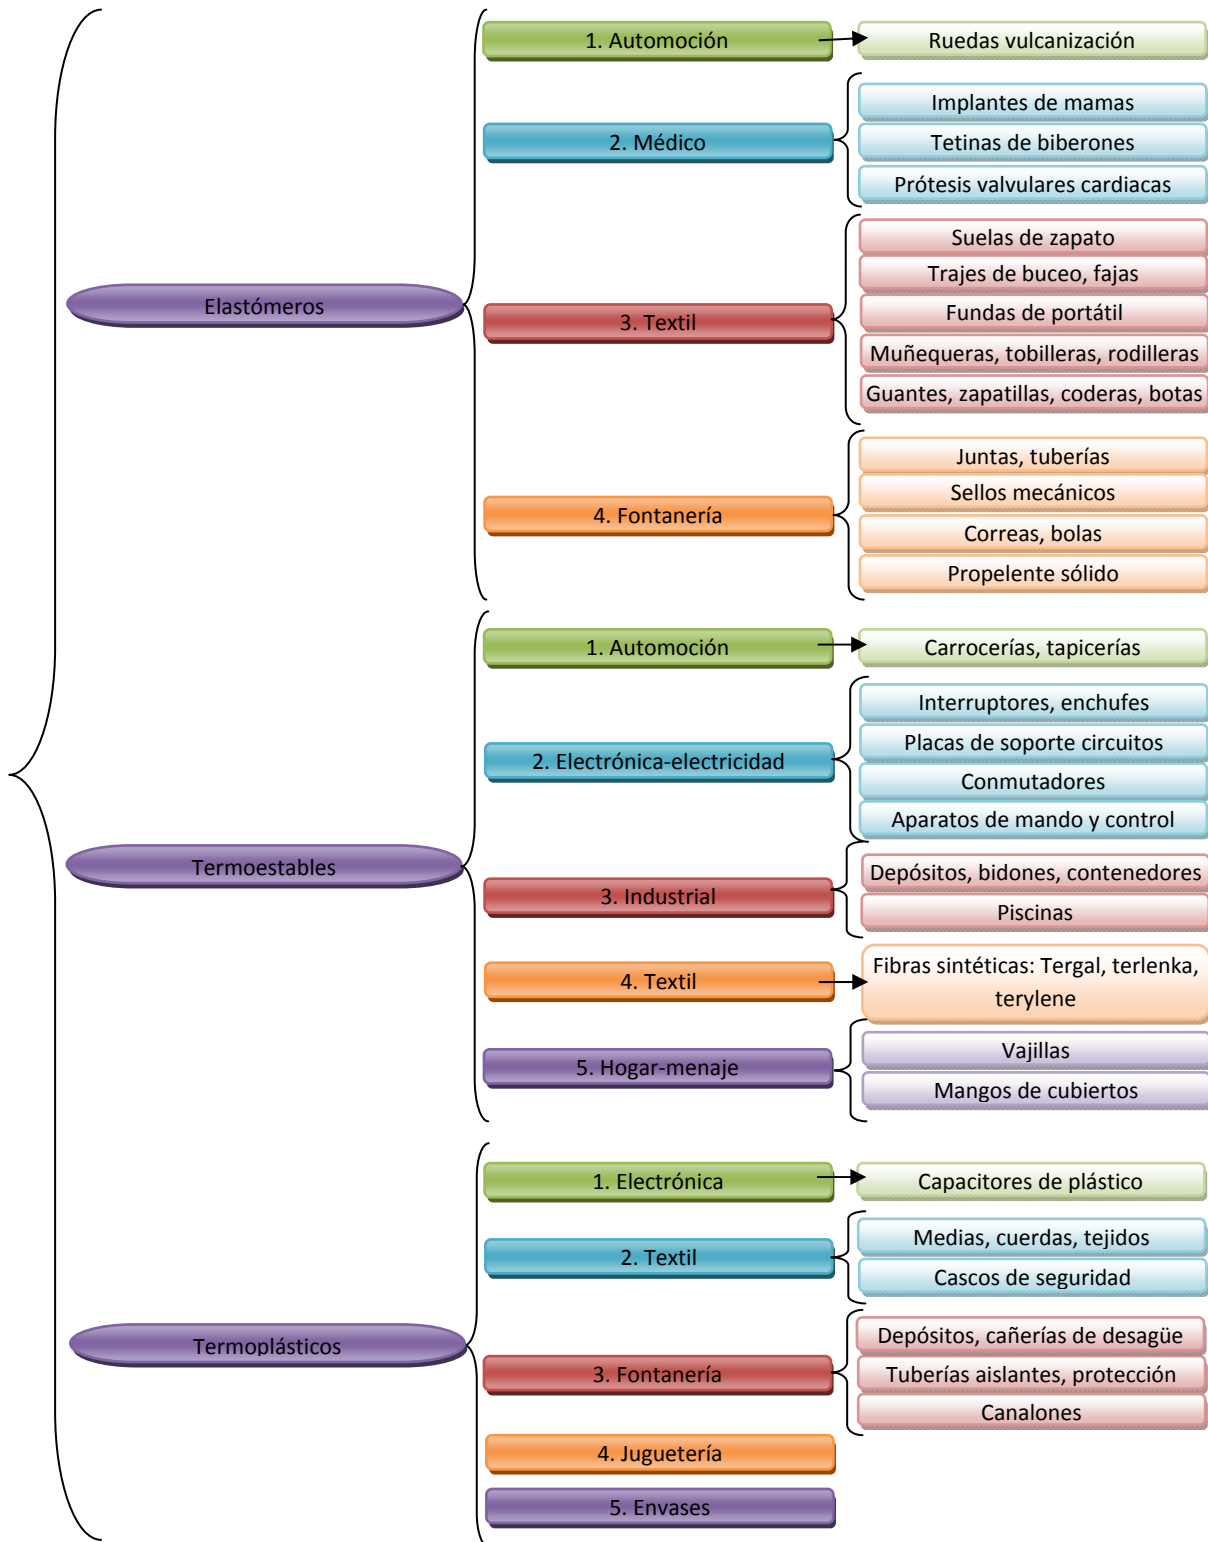 Elastómeros
1. Automoción
Ruedas vulcanización
2. Médico
Implantes de mamas
Tetinas de biberones
Prótesis valvulares cardiacas
3. Textil
Suelas de zapato
Trajes de buceo, fajas
Fundas de portátil
Muñequeras, tobilleras, rodilleras
Guantes, zapatillas, coderas, botas
4. Fontanería
Juntas, tuberías
Sellos mecánicos
Correas, bolas
Propelente sólido
Termoestables
1. Automoción
Carrocerías, tapicerías
2. Electrónica-electricidad
Interruptores, enchufes
Placas de soporte circuitos
Conmutadores
Aparatos de mando y control
3. Industrial
Depósitos, bidones, contenedores
Piscinas
4. Textil
Fibras sintéticas: Tergal, terlenka,
terylene
5. Hogar-menaje
Vajillas
Mangos de cubiertos
Termoplásticos
1. Electrónica
Capacitores de plástico
2. Textil
Medias, cuerdas, tejidos
Cascos de seguridad
3. Fontanería
Depósitos, cañerías de desagüe
Tuberías aislantes, protección
Canalones
4. Juguetería
5. Envases